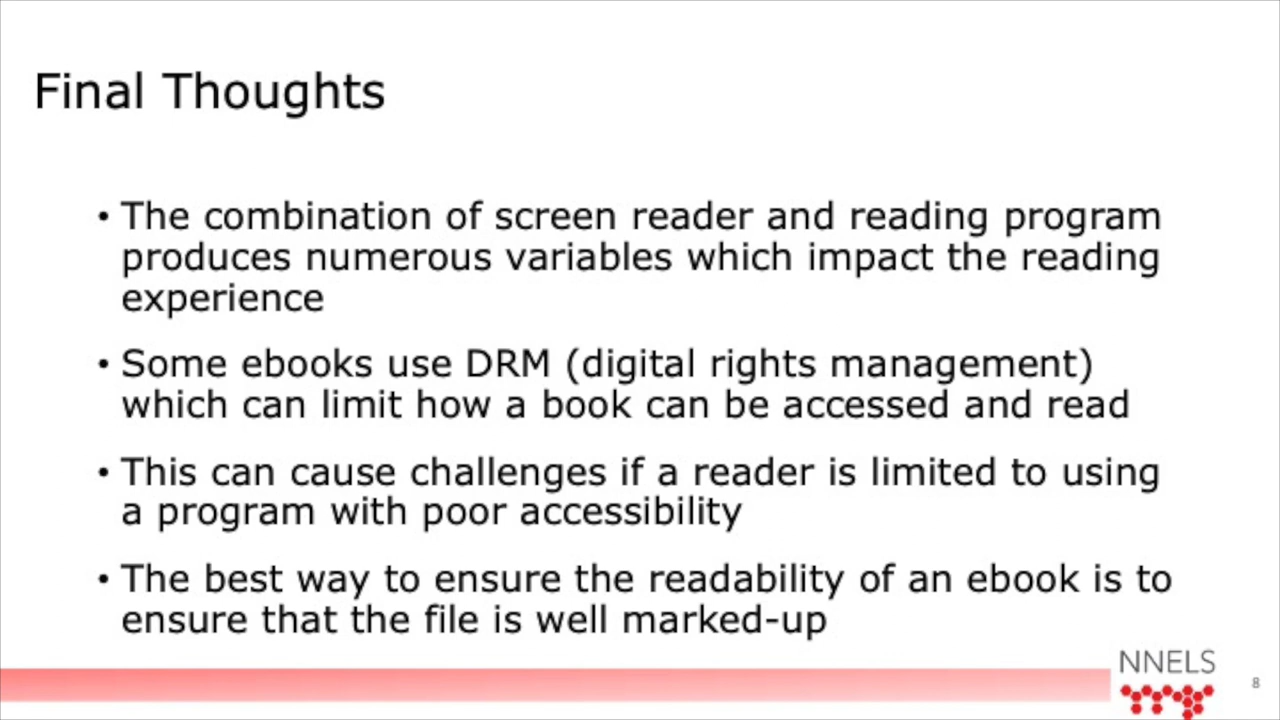 Final Thoughts
• The combination of screen reader and reading program
produces numerous variables which impact the reading
experience
• Some ebooks use DRM (digital rights management)
which can limit how a book can be accessed and read
• This can cause challenges if a reader is limited to using
a program with poor accessibility
• The best way to ensure the readability of an ebook is to
ensure that the file is well marked-up
NNELS
8